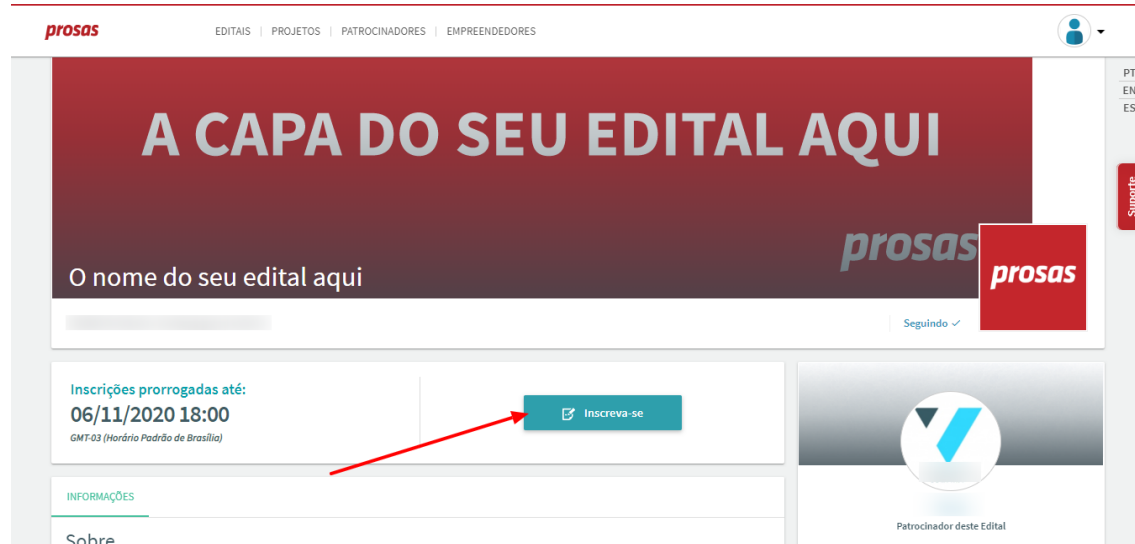 prosas
EDITAIS | PROJETOS | PATROCINADORES | EMPREENDEDORES
PT
EN
ES
A CAPA DO SEU EDITAL AQUI
Suporte
prosas
prosas
O nome do seu edital aqui
Seguindo
Inscrições prorrogadas até:
06/11/2020 18:00
GMT-03 (Horário Padrão de Brasília)
Inscreva-se
INFORMAÇÕES
Patrocinador deste Edital
Sobre